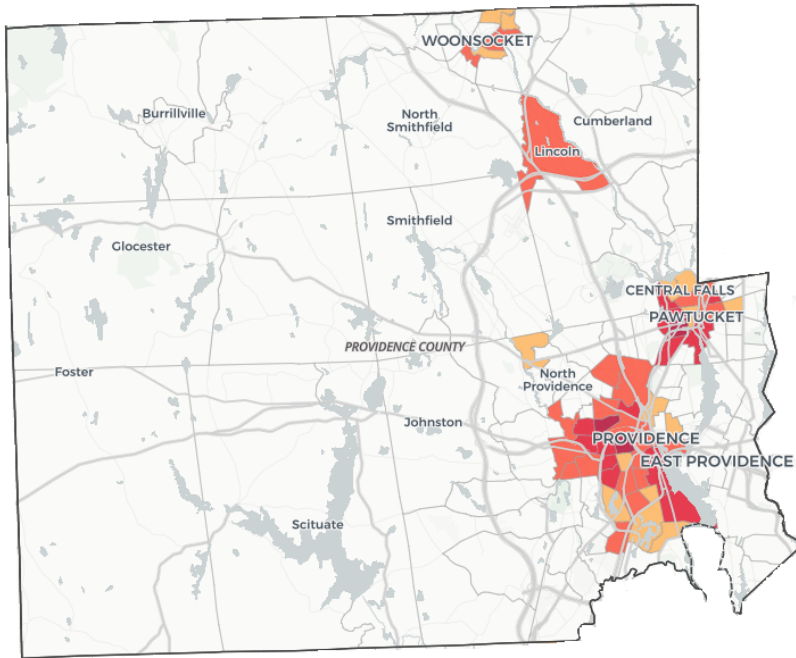 WOONSOCKET
Burrillville
North
Smithfield
Cumberland
Lincoln
Smithfield
Glocester
CENTRAL FALLS
PAWTUCKET
PROVIDENCE COUNTY
Foster
North
Providence
Johnston
PROVIDENCE
EAST PROVIDENCE
Scituate